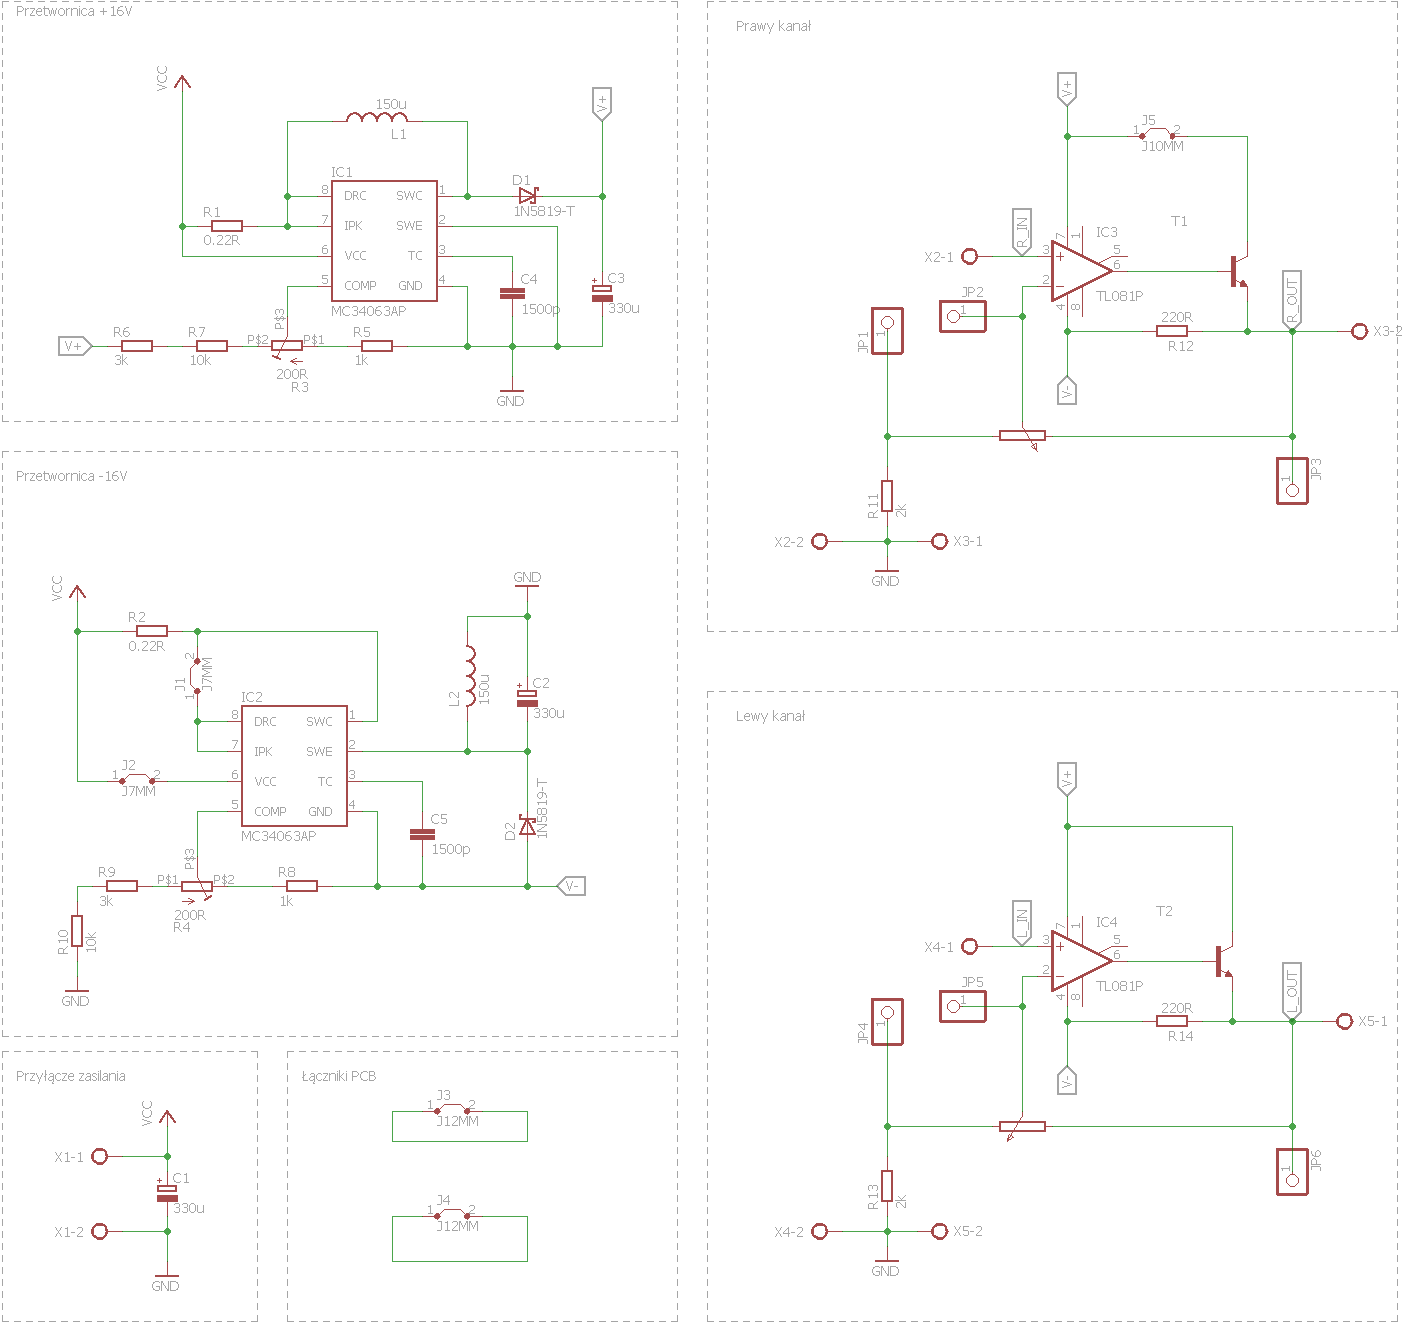 Przetwornica +16V
VCC
150u
L1
V+
IC1
8 DRC SWC 1
7 IPK SWE 2
6 VCC TC 3
5 COMP GND 4
MC34063AP
R1
0.22R
D1
1N5819-T
C4
1500p
C3
330u
V+
R6
3k
R7
10k
P$2
P$3
P$1
200R
R3
R5
1k
GND
Przetwornica -16V
VCC
GND
R2
0.22R
J1
1
2
J7MM
L2
150u
C2
330u
IC2
8 DRC SWC 1
7 IPK SWE 2
6 VCC TC 3
5 COMP GND 4
MC34063AP
J2
1
2
J7MM
C5
1500p
D2
1N5819-T
R9
3k
P$1
P$3
P$2
200R
R4
R8
1k
V-
R10
10k
GND
Przyłącze zasilania
VCC
X1-1
C1
330u
X1-2
GND
Łączniki PCB
J3
1
2
J12MM
J4
1
2
J12MM
Prawy kanał
V+
J5
1
2
J10MM
R_IN
T1
X2-1
IC3
3
2
7
1
5
6
4
8
TL081P
R_OUT
JP2
1
JP1
1
220R
R12
X3-2
V-
JP3
1
R11
2k
X2-2
X3-1
GND
Lewy kanał
V+
L_IN
T2
X4-1
IC4
3
2
7
1
5
6
4
8
TL081P
L_OUT
JP5
1
JP4
1
220R
R14
X5-1
V-
JP6
1
R13
2k
X4-2
X5-2
GND